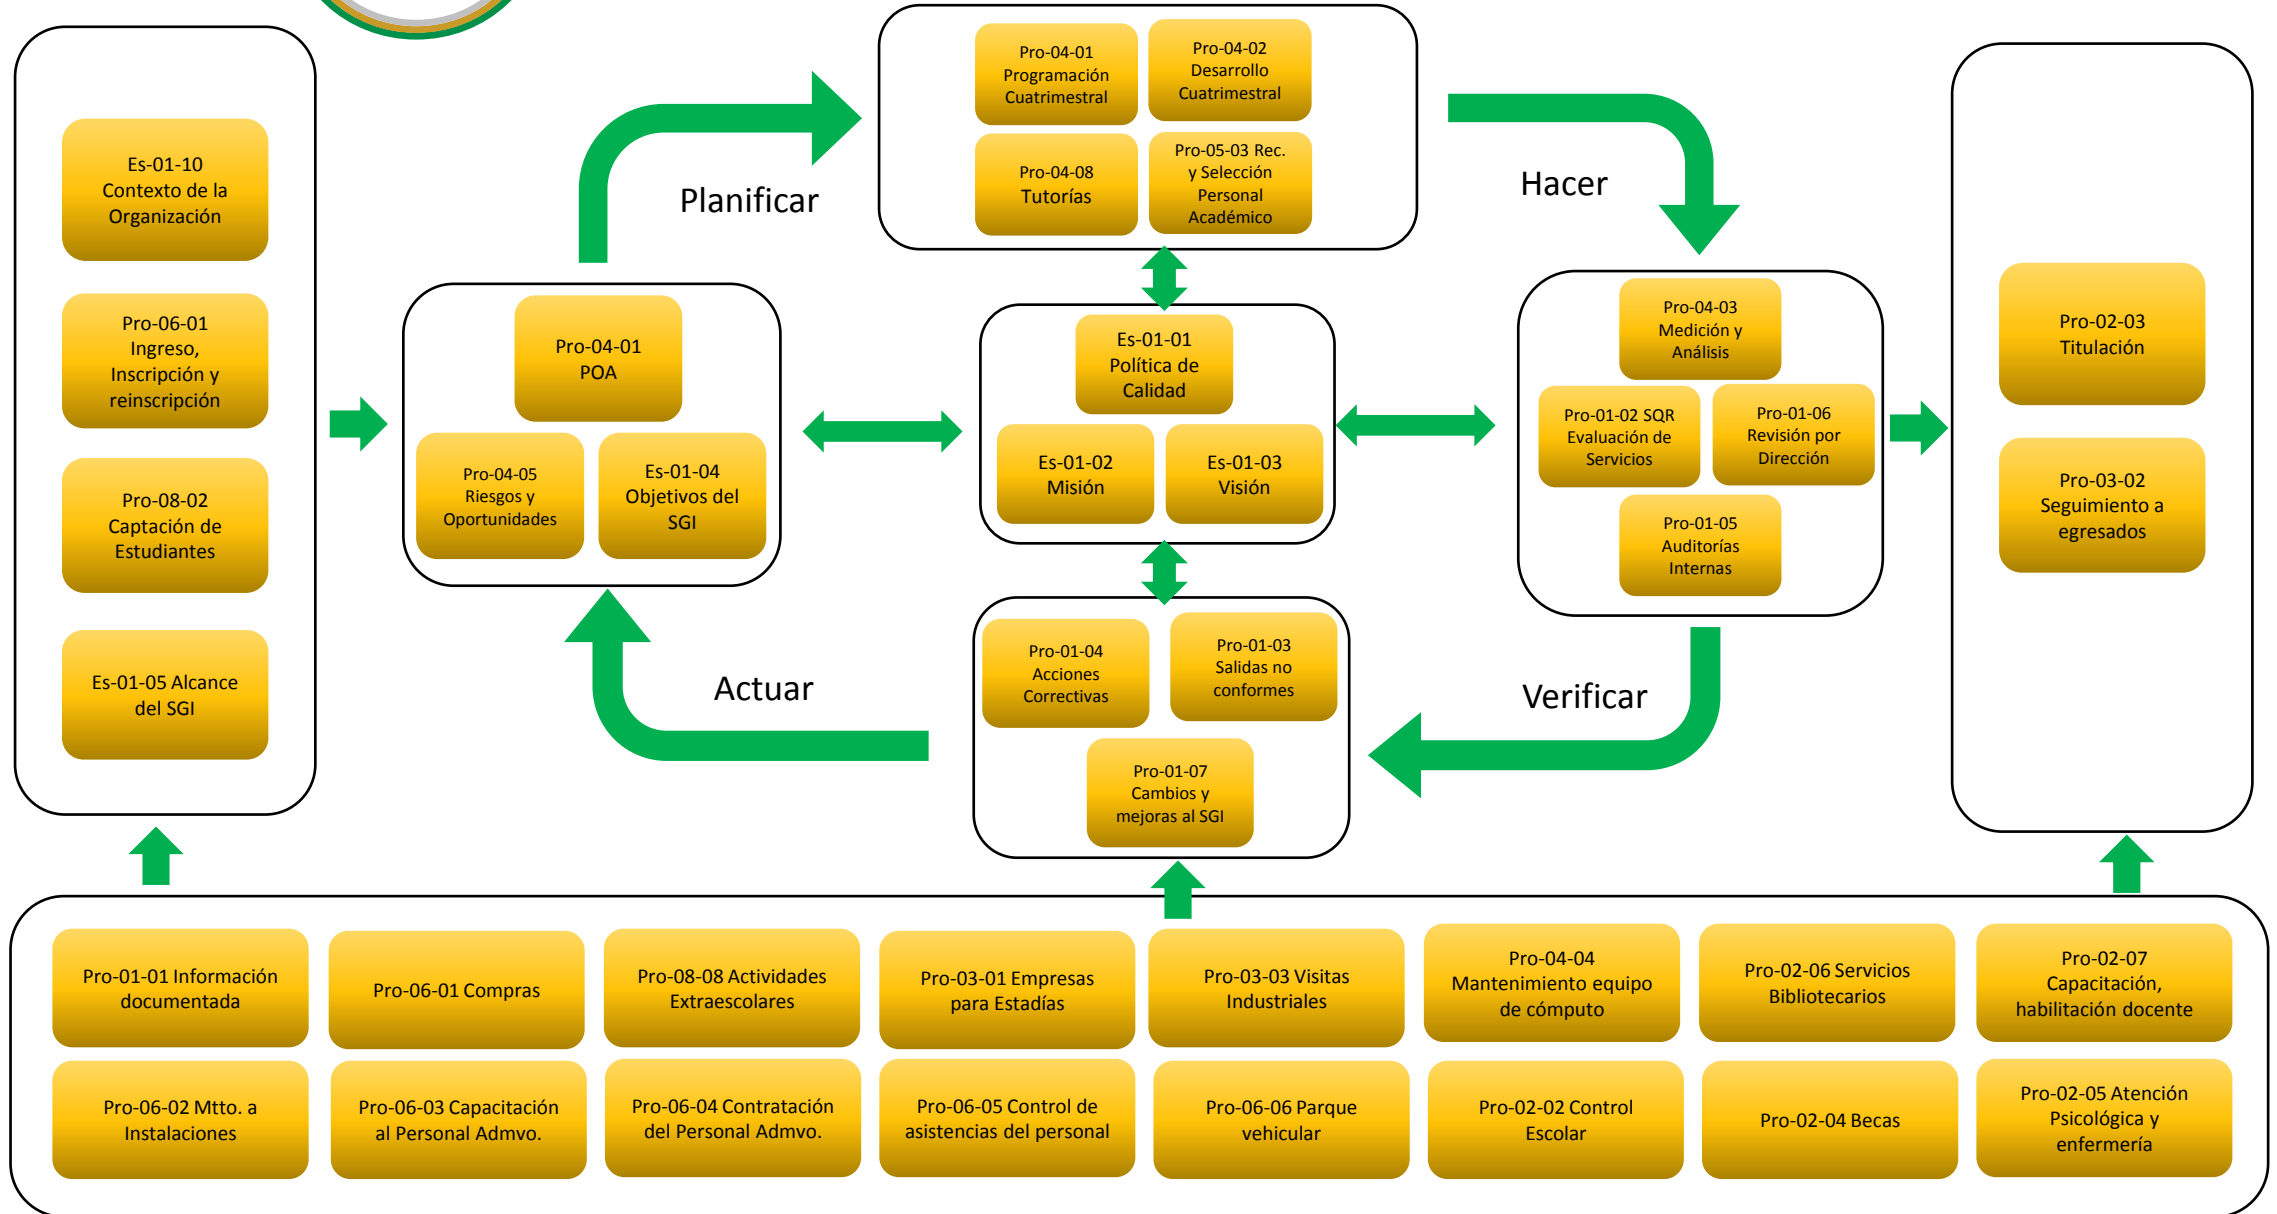 Es-01-10
Contexto de la
Organización
Pro-06-01
Ingreso,
Inscripción y
reinscripción
Pro-08-02
Captación de
Estudiantes
Es-01-05 Alcance
del SGI
Pro-04-01
POA
Pro-04-05
Riesgos y
Oportunidades
Es-01-04
Objetivos del
SGI
Planificar
Pro-04-01
Programación
Cuatrimestral
Pro-04-02
Desarrollo
Cuatrimestral
Pro-04-08
Tutorías
Pro-05-03 Rec.
y Selección
Personal
Académico
Hacer
Es-01-01
Política de
Calidad
Es-01-02
Misión
Es-01-03
Visión
Pro-04-03
Medición y
Análisis
Pro-01-02 SQR
Evaluación de
Servicios
Pro-01-06
Revisión por
Dirección
Pro-01-05
Auditorías
Internas
Verificar
Pro-01-04
Acciones
Correctivas
Pro-01-03
Salidas no
conformes
Pro-01-07
Cambios y
mejoras al SGI
Actuar
Pro-02-03
Titulación
Pro-03-02
Seguimiento a
egresados
Pro-01-01 Información
documentada
Pro-06-01 Compras
Pro-08-08 Actividades
Extraescolares
Pro-03-01 Empresas
para Estadías
Pro-03-03 Visitas
Industriales
Pro-04-04
Mantenimiento equipo
de cómputo
Pro-02-06 Servicios
Bibliotecarios
Pro-02-07
Capacitación,
habilitación docente
Pro-06-02 Mtto. a
Instalaciones
Pro-06-03 Capacitación
al Personal Admvo.
Pro-06-04 Contratación
del Personal Admvo.
Pro-06-05 Control de
asistencias del personal
Pro-06-06 Parque
vehicular
Pro-02-02 Control
Escolar
Pro-02-04 Becas
Pro-02-05 Atención
Psicológica y
enfermería